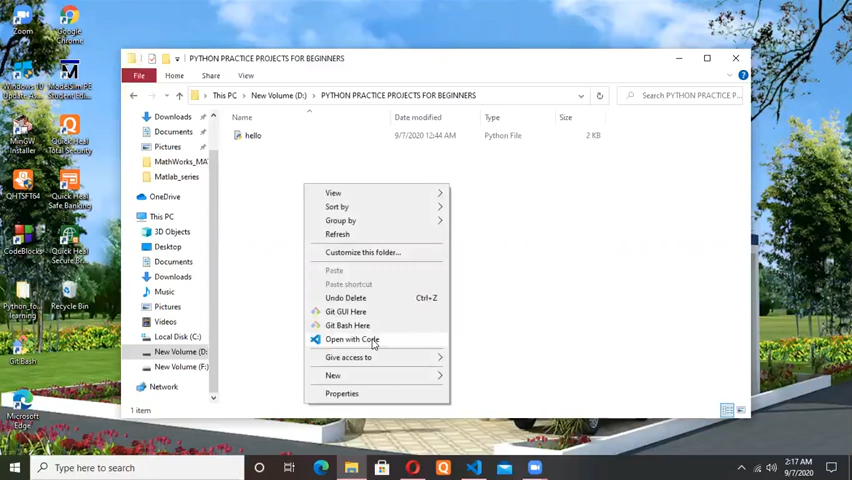 Zoom
Google
Chrome
Windows 10
Update As...
ModelSim PE
Student Edi...
MinGW
Installer
Quick Heal
Total Security
QHTSFT64
Quick Heal
Secure Br...
CodeBlocks
Quick Heal
Python_fo...
learning
Recycle Bin
Git Bash
Microsoft
Edge
PYTHON PRACTICE PROJECTS FOR BEGINNERS
File
Home
Share
View
This PC
New Volume (D:)
PYTHON PRACTICE PROJECTS FOR BEGINNERS
Search PYTHON PRACTICE P...
Downloads
Documents
Pictures
MathWorks_MA
Matlab_series
OneDrive
This PC
3D Objects
Desktop
Documents
Downloads
Music
Pictures
Videos
Local Disk (C:)
New Volume (D:
New Volume (F:)
Network
Name
Date modified
Type
Size
hello
9/7/2020 12:44 AM
Python File
2 KB
View
Sort by
Group by
Refresh
Customize this folder...
Paste
Paste shortcut
Undo Delete
Ctrl+Z
Git GUI Here
Git Bash Here
Open with Code
Give access to
New
Properties
1 item
Type here to search
2:17 AM
9/7/2020